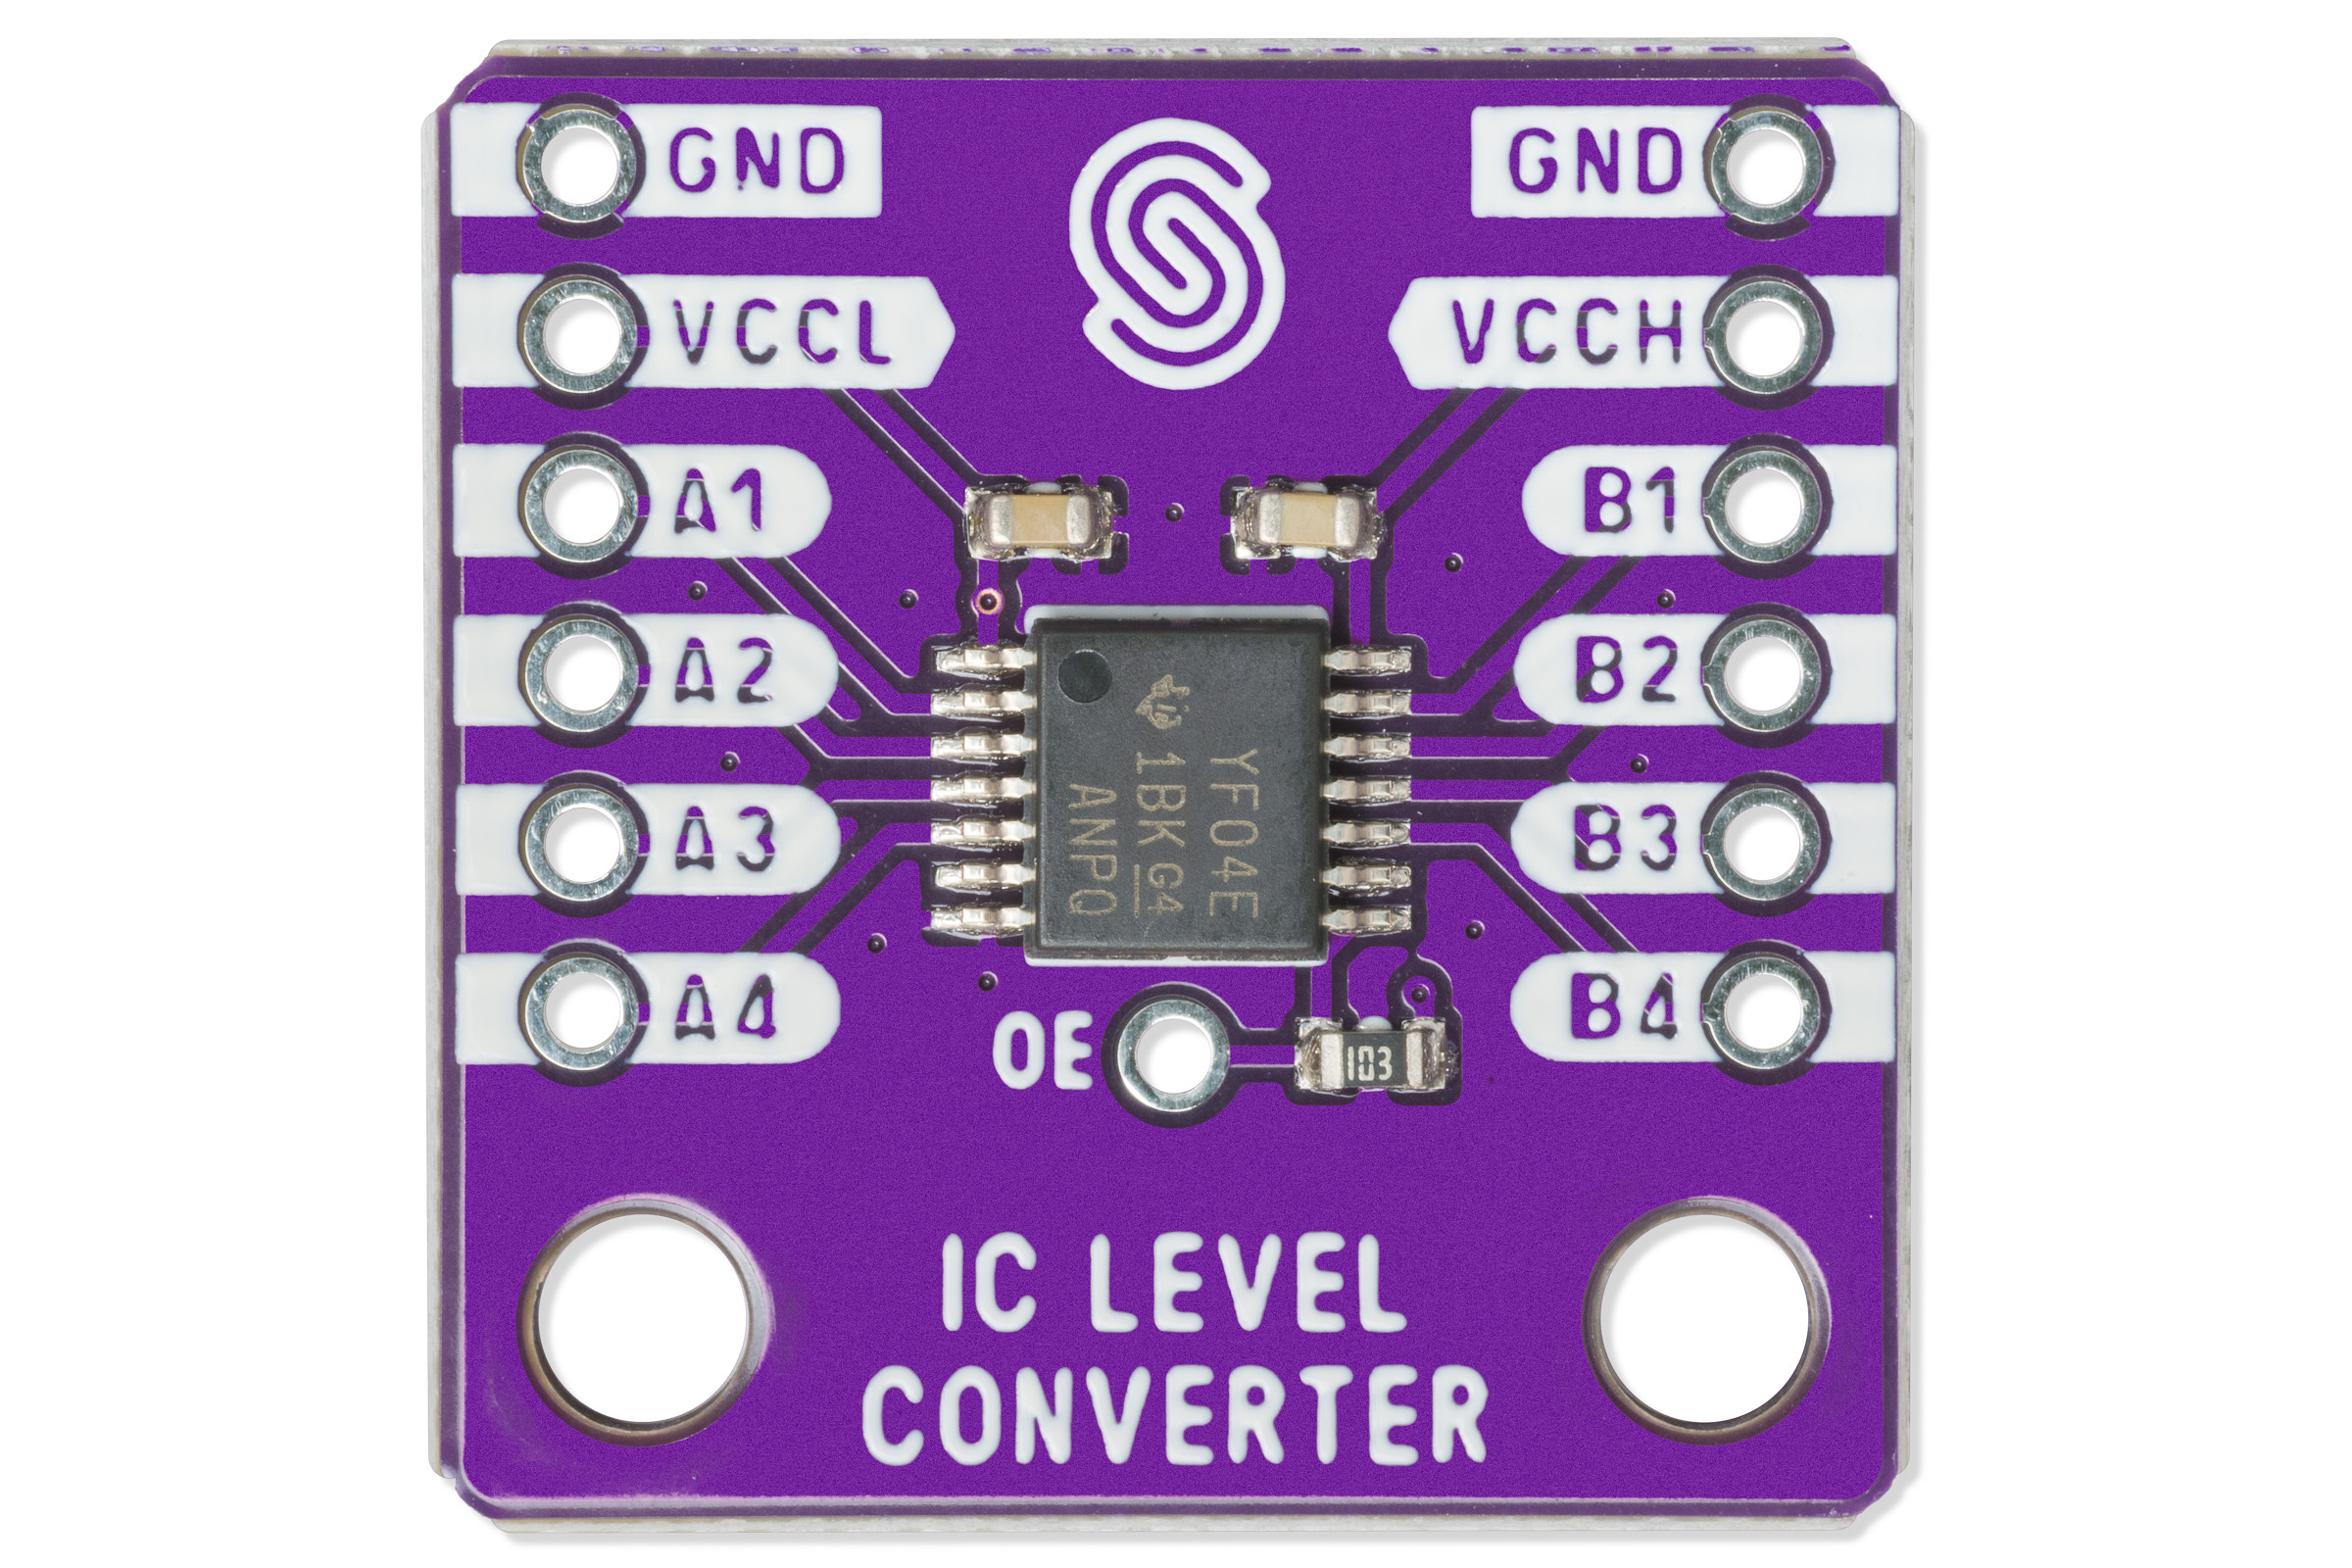 GND GND
VCCL VCCH
A1 B1
A2 B2
A3 B3
A4 B4
YF04E
1BK G4
ANPQ
OE 103
IC LEVEL
CONVERTER